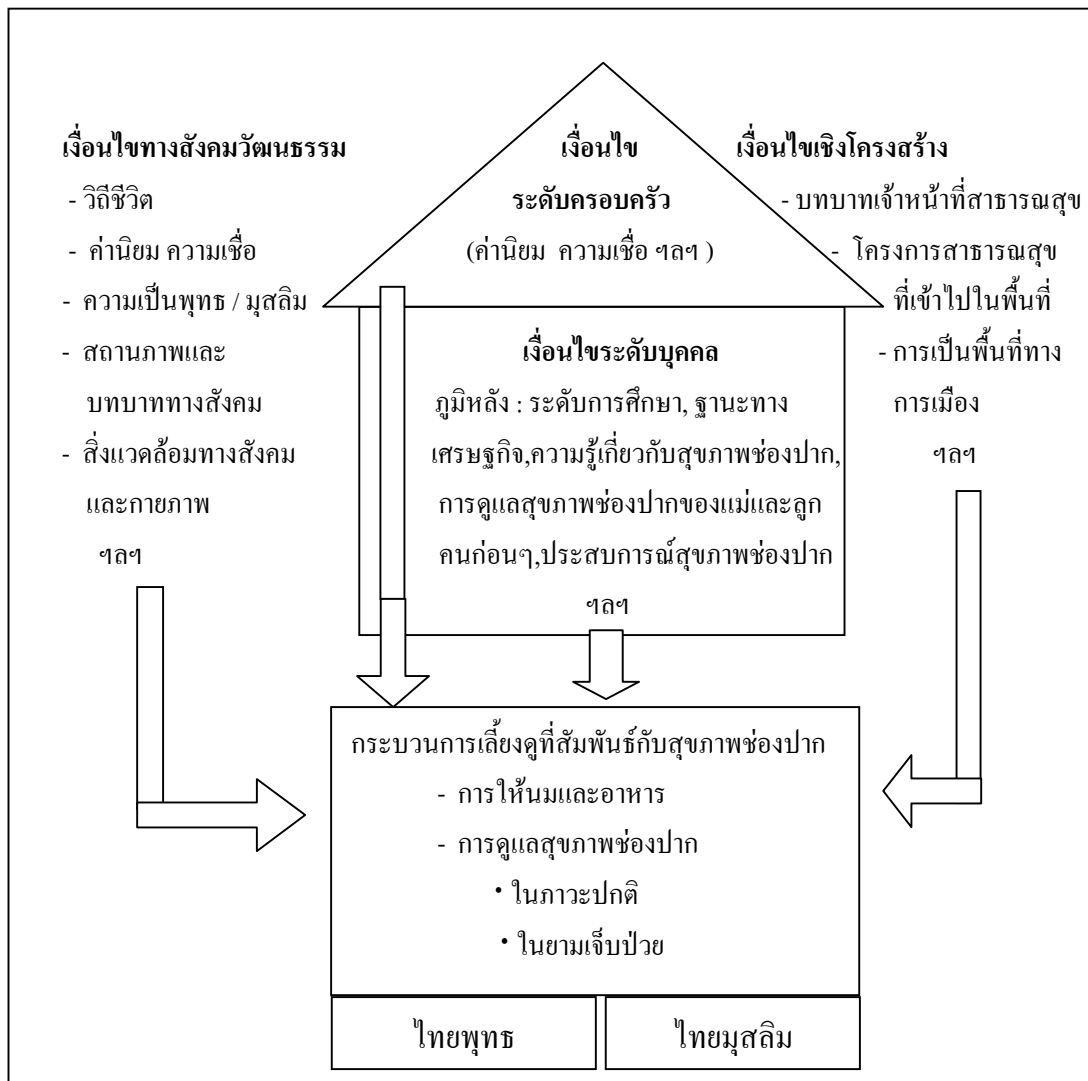 เงื่อนไขทางสังคมวัฒนธรรม
- วิถีชีวิต
- ค่านิยม ความเชื่อ
- ความเป็นพุทธ / มุสลิม
- สถานภาพและ
บทบาททางสังคม
- สิ่งแวดล้อมทางสังคม
และกายภาพ
ฯลฯ
เงื่อนไข
ระดับครอบครัว
(ค่านิยม ความเชื่อ ฯลฯ )
เงื่อนไขเชิงโครงสร้าง
- บทบาทเจ้าหน้าที่สาธารณสุข
- โครงการสาธารณสุข
ที่เข้าไปในพื้นที่
- การเป็นพื้นที่ทาง
การเมือง
ฯลฯ
เงื่อนไขระดับบุคคล
ภูมิหลัง : ระดับการศึกษา, ฐานะทาง
เศรษฐกิจ,ความรู้เกี่ยวกับสุขภาพช่องปาก,
การดูแลสุขภาพช่องปากของแม่และลูก
คนก่อนๆ,ประสบการณ์สุขภาพช่องปาก
ฯลฯ
กระบวนการเลี้ยงดูที่สัมพันธ์กับสุขภาพช่องปาก
- การให้นมและอาหาร
- การดูแลสุขภาพช่องปาก
• ในภาวะปกติ
• ในยามเจ็บป่วย
ไทยพุทธ
ไทยมุสลิม